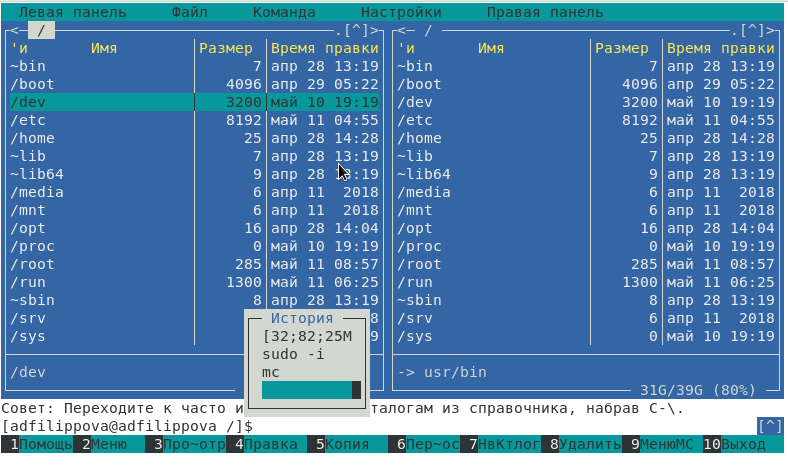 Левая панель Файл Команда Настройки Правая панель
<─ / .[^]> <─ / .[^]>
'и Имя Размер Время правки 'и Имя Размер Время правки
~bin 7 апр 28 13:19 ~bin 7 апр 28 13:19
/boot 4096 апр 29 05:22 /boot 4096 апр 29 05:22
/dev 3200 май 10 19:19 /dev 3200 май 10 19:19
/etc 8192 май 11 04:55 /etc 8192 май 11 04:55
/home 25 апр 28 14:28 /home 25 апр 28 14:28
~lib 7 апр 28 13:19 ~lib 7 апр 28 13:19
~lib64 9 апр 28 13:19 ~lib64 9 апр 28 13:19
/media 6 апр 11 2018 /media 6 апр 11 2018
/mnt 6 апр 11 2018 /mnt 6 апр 11 2018
/opt 16 апр 28 14:04 /opt 16 апр 28 14:04
/proc 0 май 10 19:19 /proc 0 май 10 19:19
/root 285 май 11 08:57 /root 285 май 11 08:57
/run 1300 май 11 06:25 /run 1300 май 11 06:25
~sbin 8 апр 28 13:19 ~sbin 8 апр 28 13:19
/srv История 8 /srv 6 апр 11 2018
/sys [32;82;25M 9 /sys 0 май 10 19:19
sudo -i
/dev mc -> usr/bin
31G/39G (80%)
Совет: Переходите к часто и талогам из справочника, набрав C-\.
[adfilippova@adfilippova /]$ [^]
1Помощь 2Меню 3Про~отр 4Правка 5Копия 6Пер~ос 7НвКтлог 8Удалить 9МенюMC 10Выход